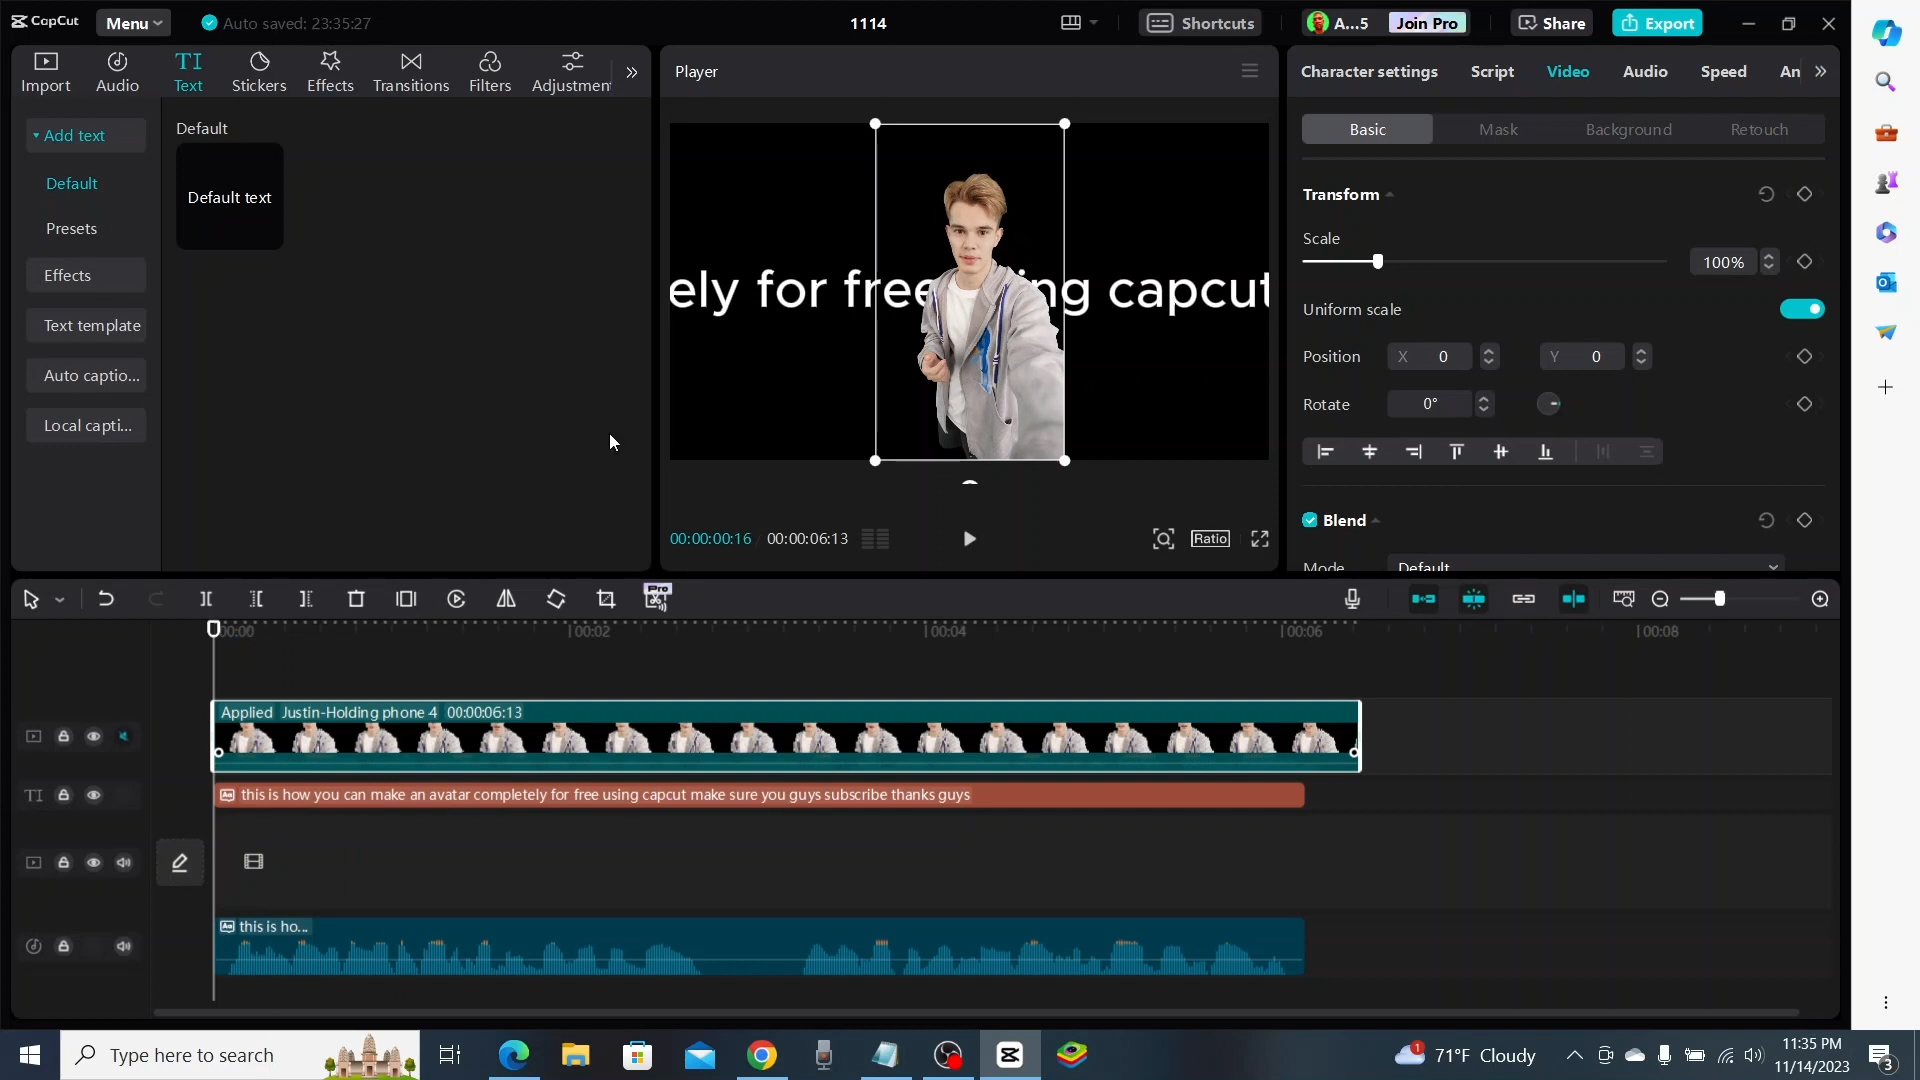 CapCut
Menu
Auto saved: 23:35:27
1114
Shortcuts
A...5
Join Pro
Share
Export
Import
Audio
TI
Text
Stickers
Effects
Transitions
Filters
Adjustmen
Player
Character settings
Script
Video
Audio
Speed
An
Add text
Default
Presets
Effects
Text template
Auto captio...
Local capti...
Default
Default text
ely for free
ng capcut
00:00:00:16
00:00:06:13
Ratio
Basic
Mask
Background
Retouch
Transform
Scale
100%
Uniform scale
Position
X 0
Y 0
Rotate
0°
Blend
Mode
Default
Pro
00:00
00:02
00:04
00:06
00:08
Applied Justin-Holding phone 4 00:00:06:13
TI
this is how you can make an avatar completely for free using capcut make sure you guys subscribe thanks guys
this is ho...
Type here to search
1
71°F Cloudy
11:35 PM
11/14/2023
3